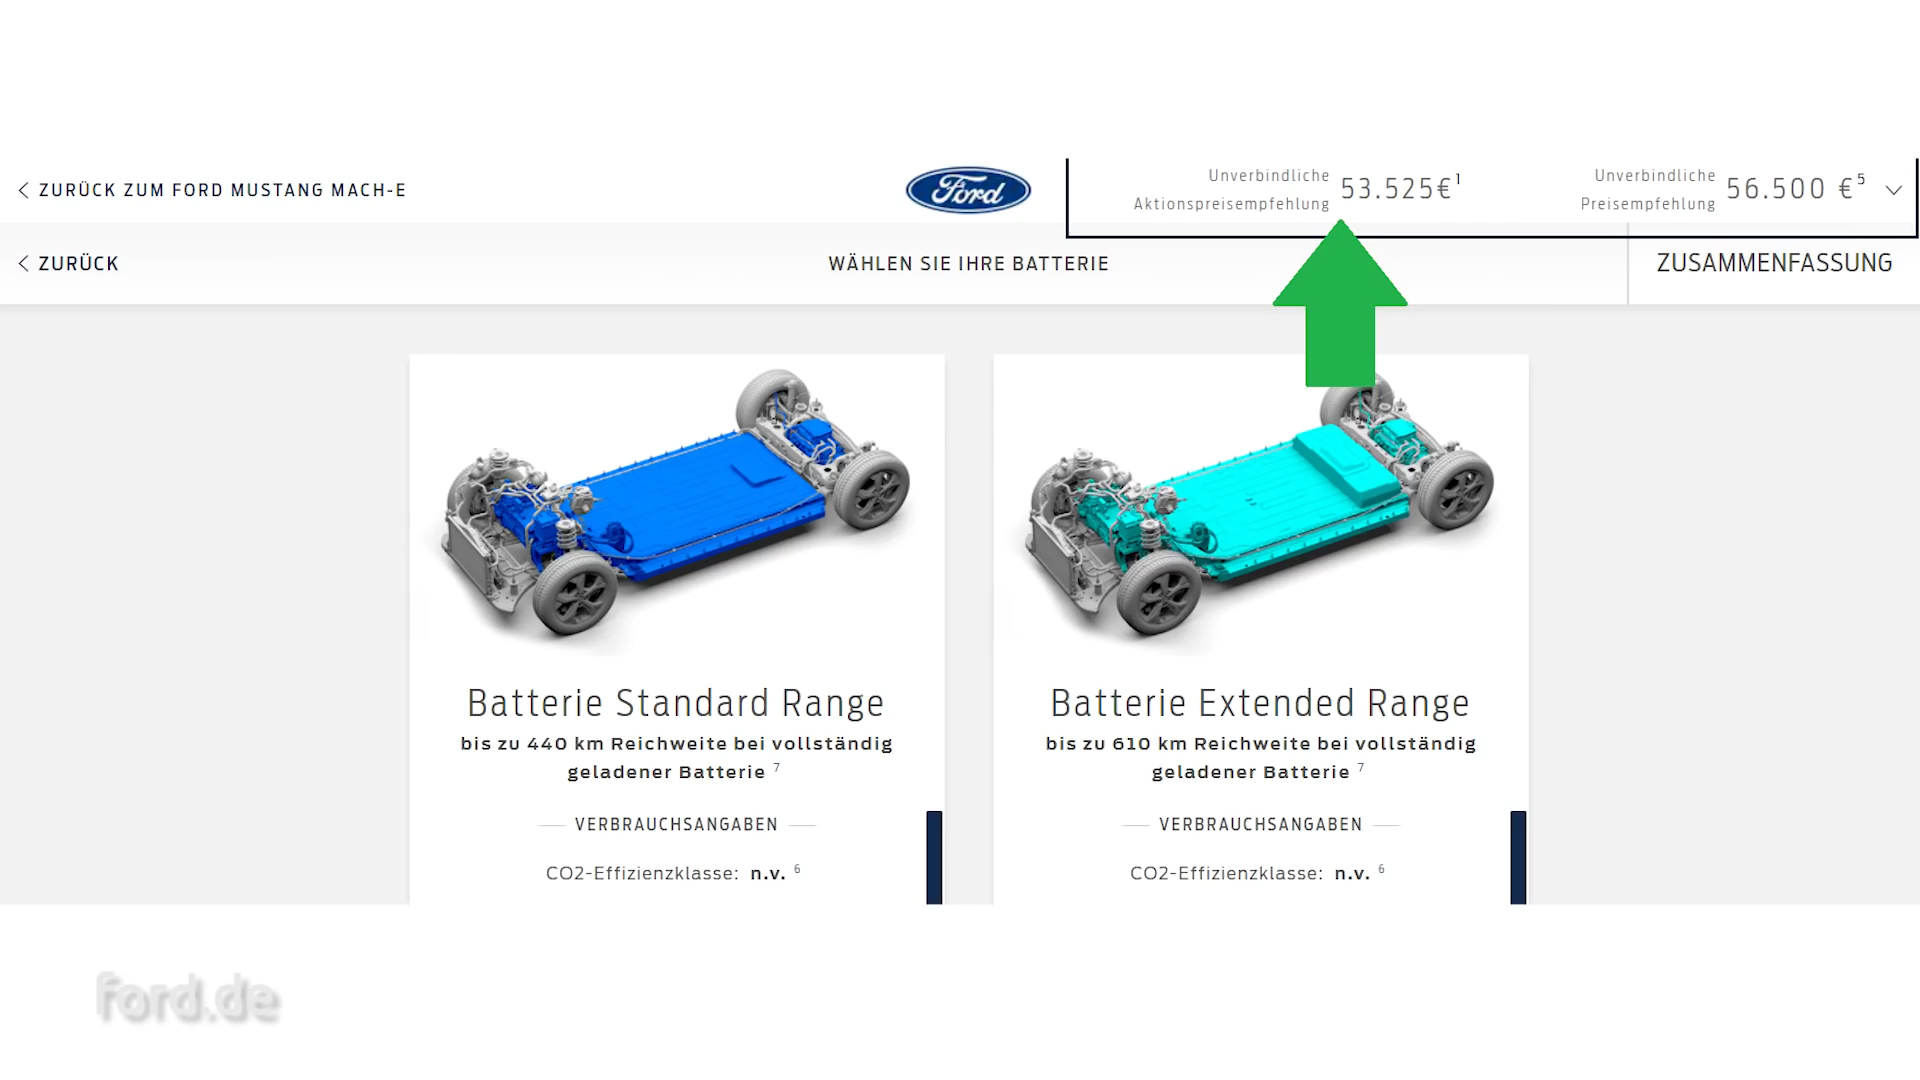 ZURÜCK ZUM FORD MUSTANG MACH-E
Ford
Unverbindliche
Aktionspreisempfehlung
53.525€¹
Unverbindliche
Preisempfehlung
56.500 €⁵
ZURÜCK
WÄHLEN SIE IHRE BATTERIE
ZUSAMMENFASSUNG
Batterie Standard Range
bis zu 440 km Reichweite bei vollständig
geladener Batterie ⁷
VERBRAUCHSANGABEN
CO2-Effizienzklasse: n.v. ⁶
Batterie Extended Range
bis zu 610 km Reichweite bei vollständig
geladener Batterie ⁷
VERBRAUCHSANGABEN
CO2-Effizienzklasse: n.v. ⁶
ford.de